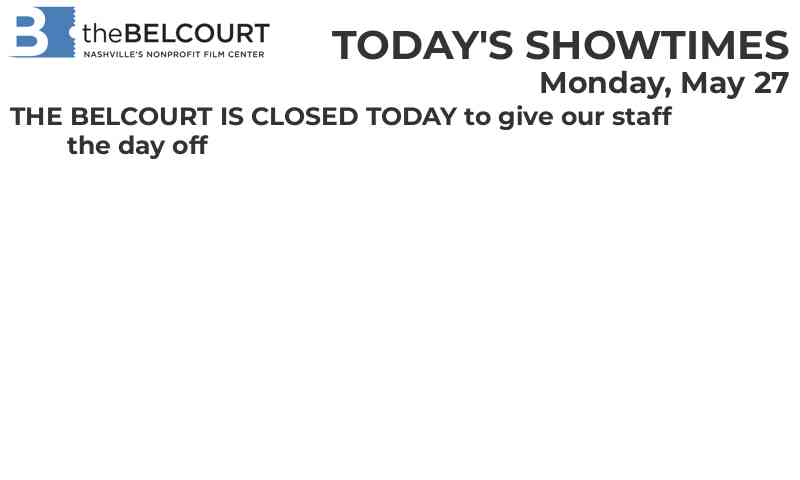 theBELCOURT
NASHVILLE'S NONPROFIT FILM CENTER
TODAY'S SHOWTIMES
Monday, May 27
THE BELCOURT IS CLOSED TODAY to give our staff
the day off